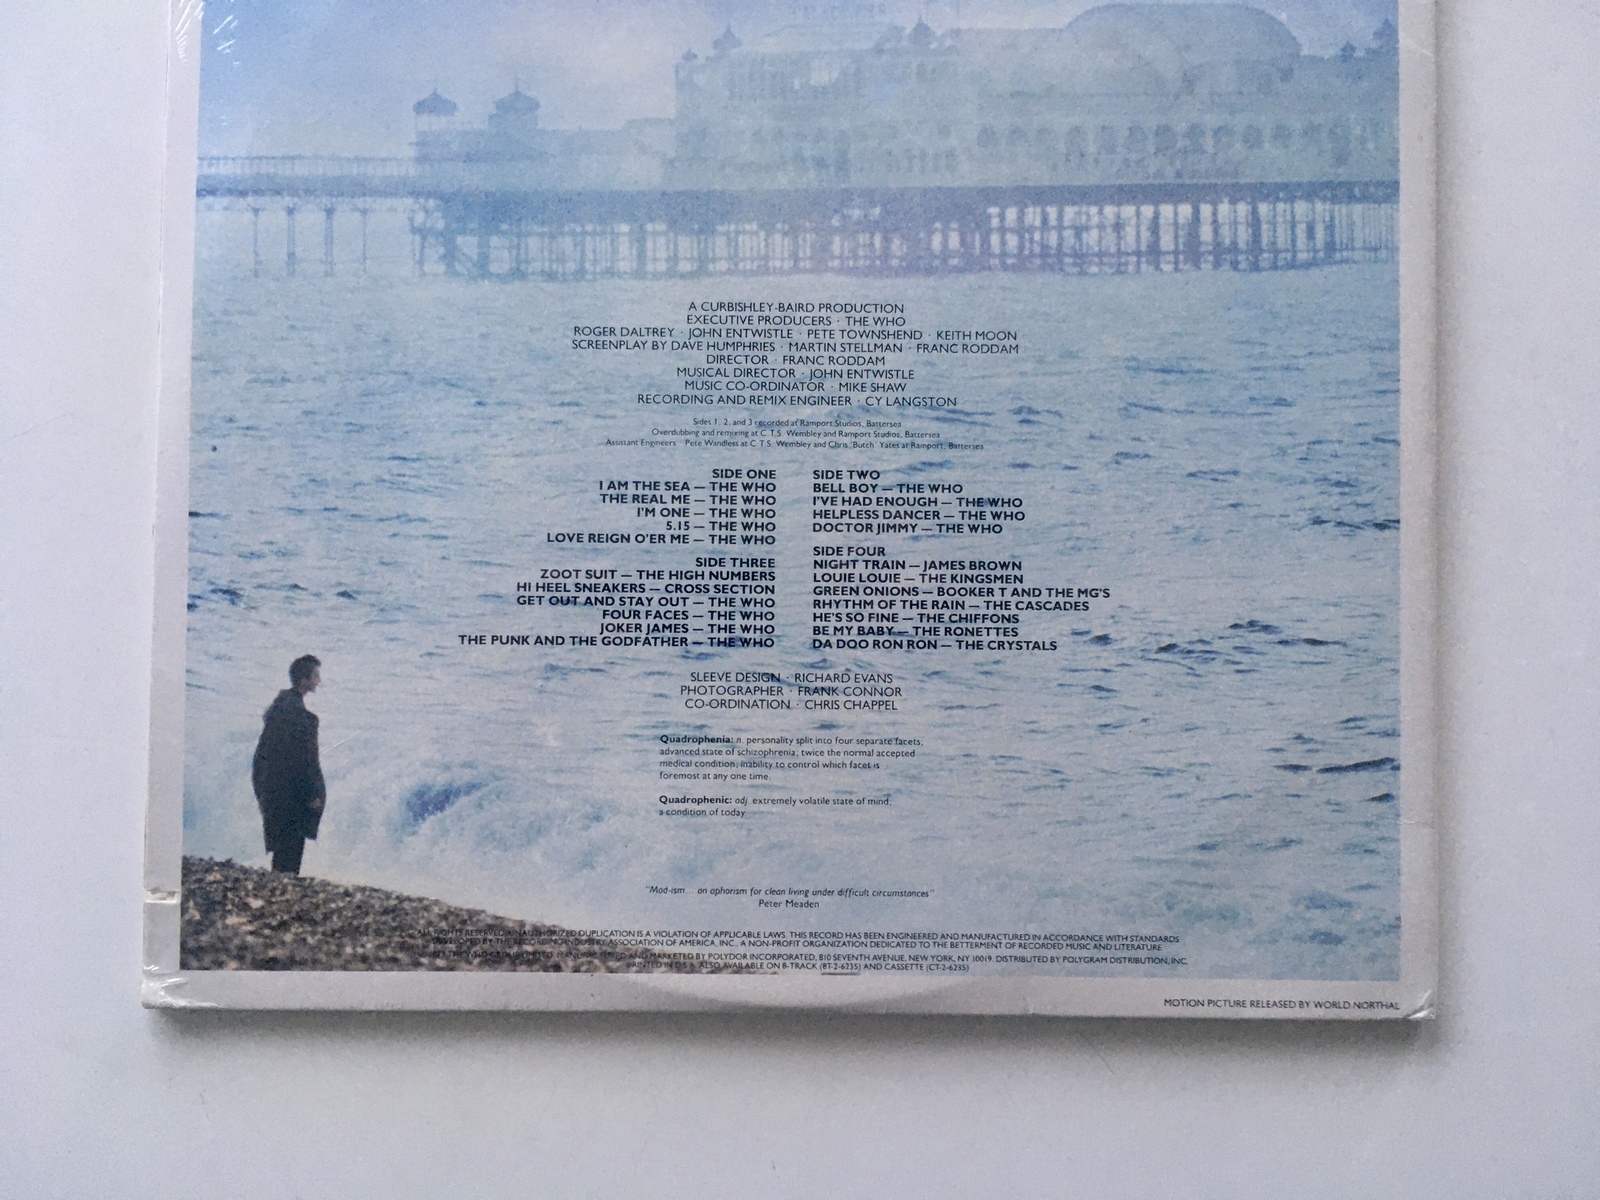 A CURBISHLEY-BAIRD PRODUCTION
EXECUTIVE PRODUCERS · THE WHO
ROGER DALTREY · JOHN ENTWISTLE · PETE TOWNSHEND · KEITH MOON
SCREENPLAY BY DAVE HUMPHRIES · MARTIN STELLMAN · FRANC RODDAM
DIRECTOR · FRANC RODDAM
MUSICAL DIRECTOR · JOHN ENTWISTLE
MUSIC CO-ORDINATOR · MIKE SHAW
RECORDING AND REMIX ENGINEER · CY LANGSTON
Sides 1, 2, and 3 recorded at Ramport Studios, Battersea
Overdubbing and remixing at C.T.S. Wembley and Ramport Studios, Battersea
Assistant Engineers · Pete Wandless at C.T.S. Wembley and Chris 'Butch' Yates at Ramport, Battersea
SIDE ONE
I AM THE SEA — THE WHO
THE REAL ME — THE WHO
I'M ONE — THE WHO
5.15 — THE WHO
LOVE REIGN O'ER ME — THE WHO
SIDE TWO
BELL BOY — THE WHO
I'VE HAD ENOUGH — THE WHO
HELPLESS DANCER — THE WHO
DOCTOR JIMMY — THE WHO
SIDE THREE
ZOOT SUIT — THE HIGH NUMBERS
HI HEEL SNEAKERS — CROSS SECTION
GET OUT AND STAY OUT — THE WHO
FOUR FACES — THE WHO
JOKER JAMES — THE WHO
THE PUNK AND THE GODFATHER — THE WHO
SIDE FOUR
NIGHT TRAIN — JAMES BROWN
LOUIE LOUIE — THE KINGSMEN
GREEN ONIONS — BOOKER T AND THE MG'S
RHYTHM OF THE RAIN — THE CASCADES
HE'S SO FINE — THE CHIFFONS
BE MY BABY — THE RONETTES
DA DOO RON RON — THE CRYSTALS
SLEEVE DESIGN · RICHARD EVANS
PHOTOGRAPHER · FRANK CONNOR
CO-ORDINATION · CHRIS CHAPPEL
Quadrophenia: n. personality split into four separate facets;
advanced state of schizophrenia; twice the normal accepted
medical condition; inability to control which facet is
foremost at any one time.
Quadrophenic: adj. extremely volatile state of mind,
a condition of today
"Mod-ism... an aphorism for clean living under difficult circumstances"
Peter Meaden
ALL RIGHTS RESERVED. UNAUTHORIZED DUPLICATION IS A VIOLATION OF APPLICABLE LAWS. THIS RECORD HAS BEEN ENGINEERED AND MANUFACTURED IN ACCORDANCE WITH STANDARDS
DEVELOPED BY THE RECORDING INDUSTRY ASSOCIATION OF AMERICA, INC., A NON-PROFIT ORGANIZATION DEDICATED TO THE BETTERMENT OF RECORDED MUSIC AND LITERATURE
THE WHO GROUP LIMITED. MANUFACTURED AND MARKETED BY POLYDOR INCORPORATED, 810 SEVENTH AVENUE, NEW YORK, NY 10019. DISTRIBUTED BY POLYGRAM DISTRIBUTION, INC.
PRINTED IN U.S.A. ALSO AVAILABLE ON 8-TRACK (8T-2-6235) AND CASSETTE (CT-2-6235)
MOTION PICTURE RELEASED BY WORLD NORTHAL